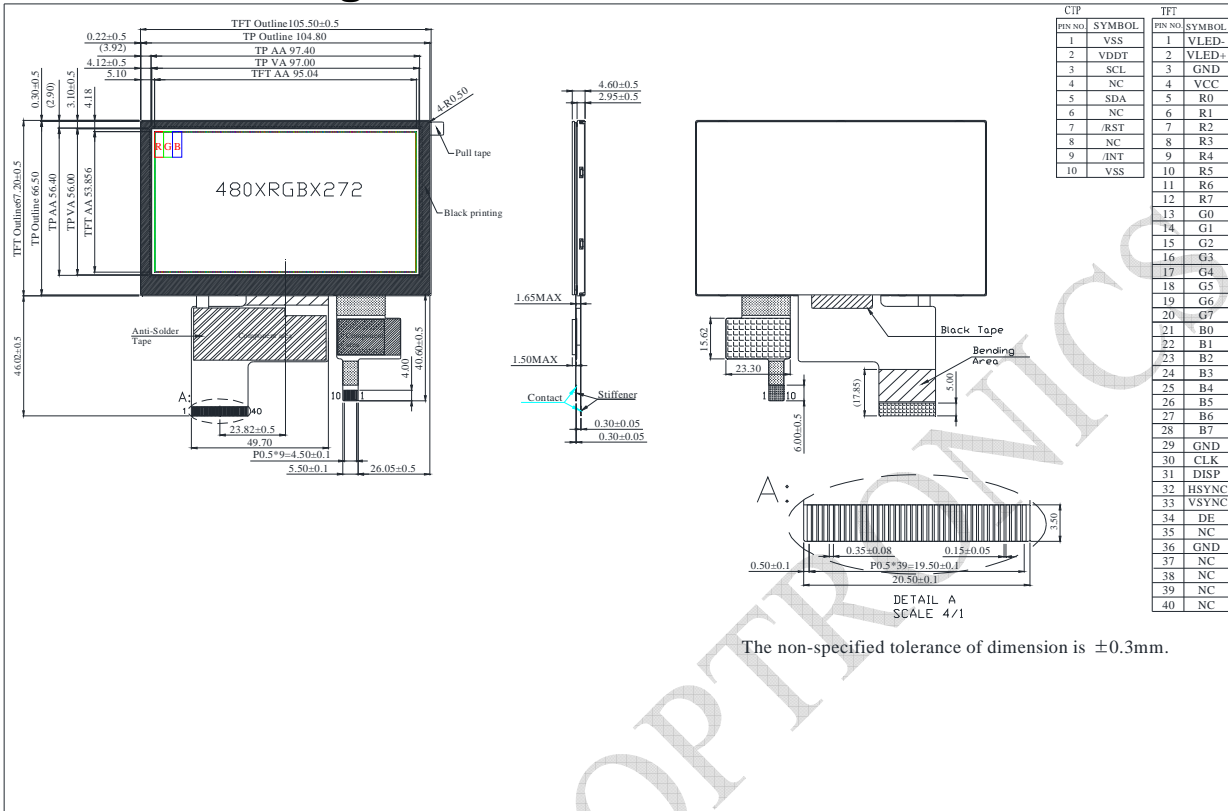 TFT Outline105.50±0.5
0.22±0.5
TP Outline 104.80
(3.92)
TP AA 97.40
4.12±0.5
TP VA 97.00
5.10
TFT AA 95.04
0.30±0.5
(2.90)
3.10±0.5
4.18
4-R0.50
Pull tape
Black printing
TFT Outline67.20±0.5
TP Outline 66.50
TP AA 56.40
TP VA 56.00
TFT AA 53.856
R G B
480XRGBX272
46.02±0.5
Anti-Solder
Tape
4.00
40.60±0.5
A:
1
40
10
1
23.82±0.5
49.70
P0.5*9=4.50±0.1
5.50±0.1
26.05±0.5
4.60±0.5
2.95±0.5
1.65MAX
1.50MAX
Contact
Stiffener
0.30±0.05
0.30±0.05
15.62
23.30
Black Tape
Bending
Area
1
10
(17.85)
5.00
6.00±0.5
A:
3.50
0.35±0.08
0.15±0.05
0.50±0.1
P0.5*39=19.50±0.1
20.50±0.1
DETAIL A
SCALE 4/1
The non-specified tolerance of dimension is ±0.3mm.
CTP
PIN NO. SYMBOL
1 VSS
2 VDDT
3 SCL
4 NC
5 SDA
6 NC
7 /RST
8 NC
9 /INT
10 VSS
TFT
PIN NO. SYMBOL
1 VLED-
2 VLED+
3 GND
4 VCC
5 R0
6 R1
7 R2
8 R3
9 R4
10 R5
11 R6
12 R7
13 G0
14 G1
15 G2
16 G3
17 G4
18 G5
19 G6
20 G7
21 B0
22 B1
23 B2
24 B3
25 B4
26 B5
27 B6
28 B7
29 GND
30 CLK
31 DISP
32 HSYNC
33 VSYNC
34 DE
35 NC
36 GND
37 NC
38 NC
39 NC
40 NC
OPTRONICS